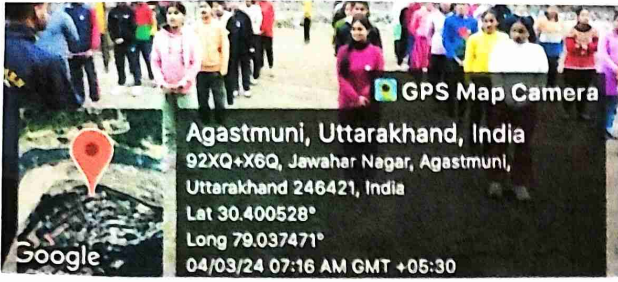 GPS Map Camera
Agastmuni, Uttarakhand, India
92XQ+X6Q, Jawahar Nagar, Agastmuni,
Uttarakhand 246421, India
Lat 30.400528°
Long 79.037471°
04/03/24 07:16 AM GMT +05:30
Google